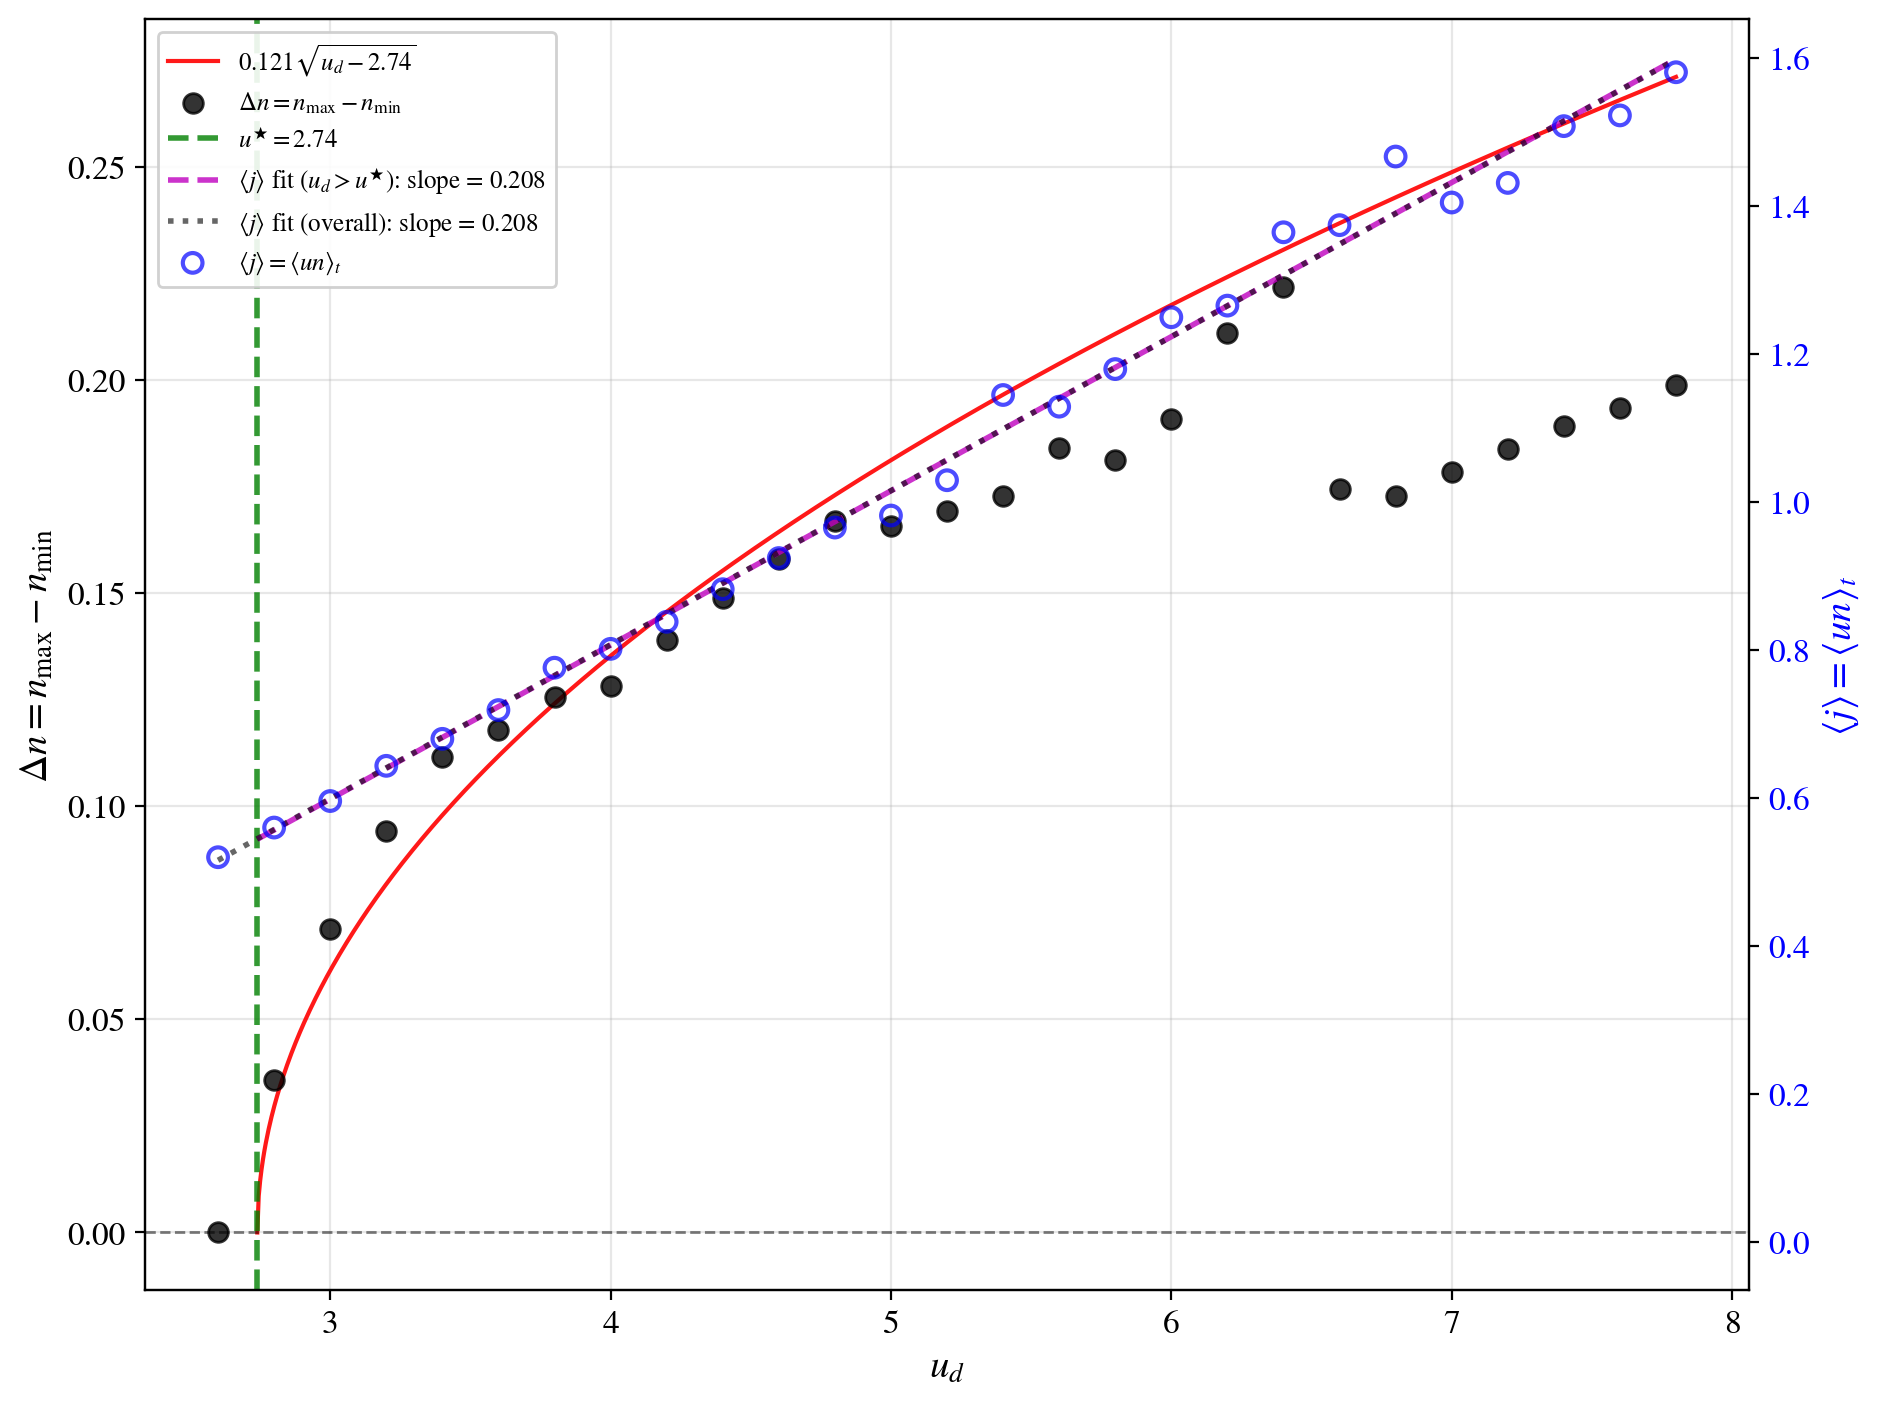 0.121√(u_d − 2.74)
Δn = n_max − n_min
u^★ = 2.74
⟨j⟩ fit (u_d > u^★): slope = 0.208
⟨j⟩ fit (overall): slope = 0.208
⟨j⟩ = ⟨un⟩_t
0.25
0.20
0.15
0.10
0.05
0.00
Δn = n_max − n_min
3
4
5
6
7
8
u_d
1.6
1.4
1.2
1.0
0.8
0.6
0.4
0.2
0.0
⟨j⟩ = ⟨un⟩_t